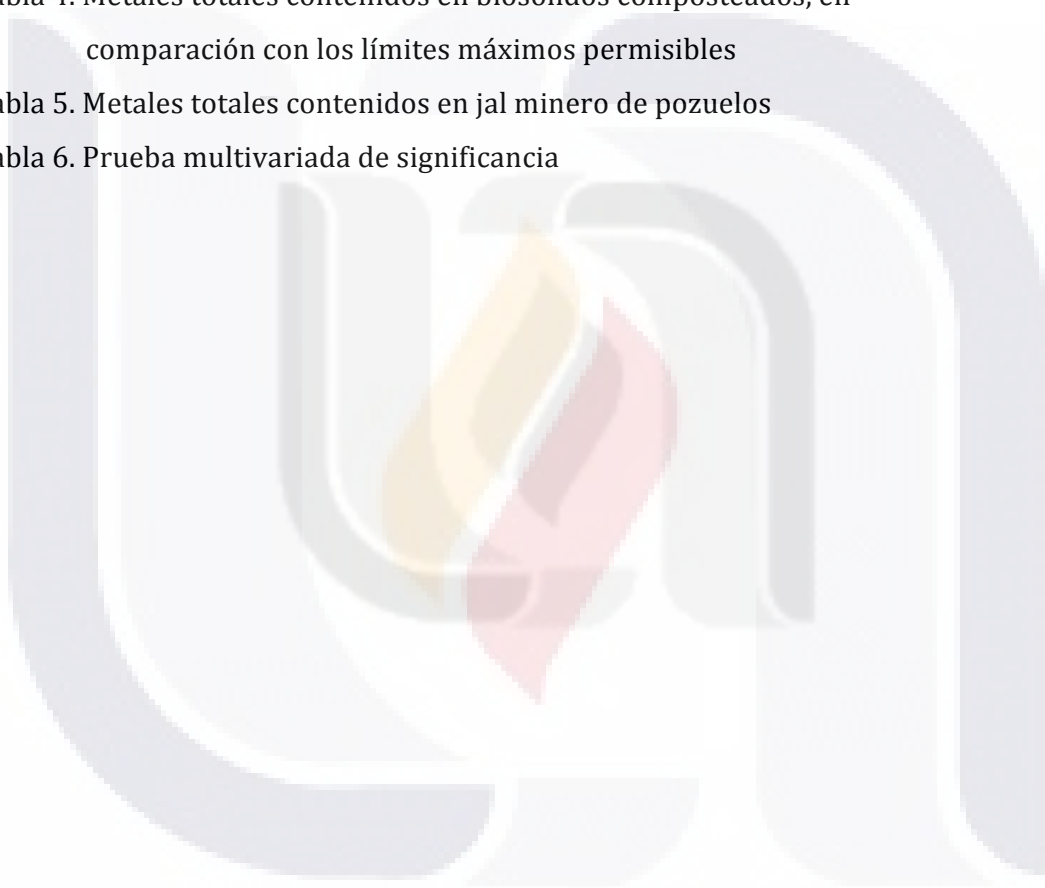 abla 4. Metales totales contenidos en biosólidos composteados, en
comparación con los límites máximos permisibles
abla 5. Metales totales contenidos en jal minero de pozuelos
abla 6. Prueba multivariada de significancia